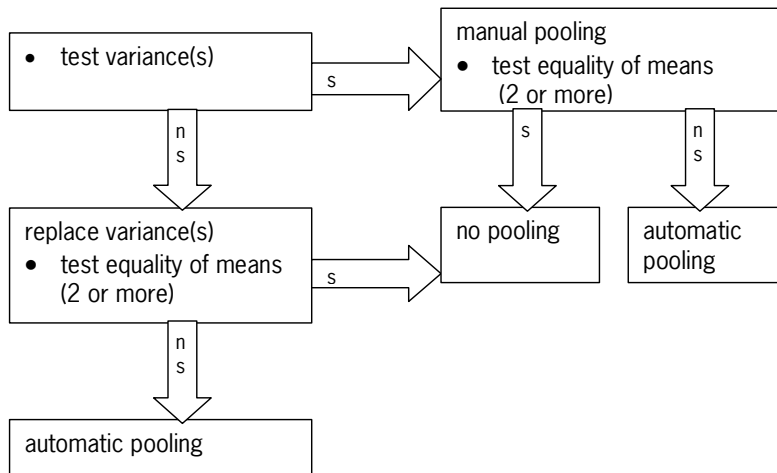 • test variance(s)
s
manual pooling
• test equality of means
(2 or more)
n
s
s
n
s
replace variance(s)
• test equality of means
(2 or more)
s
no pooling
automatic
pooling
n
s
automatic pooling